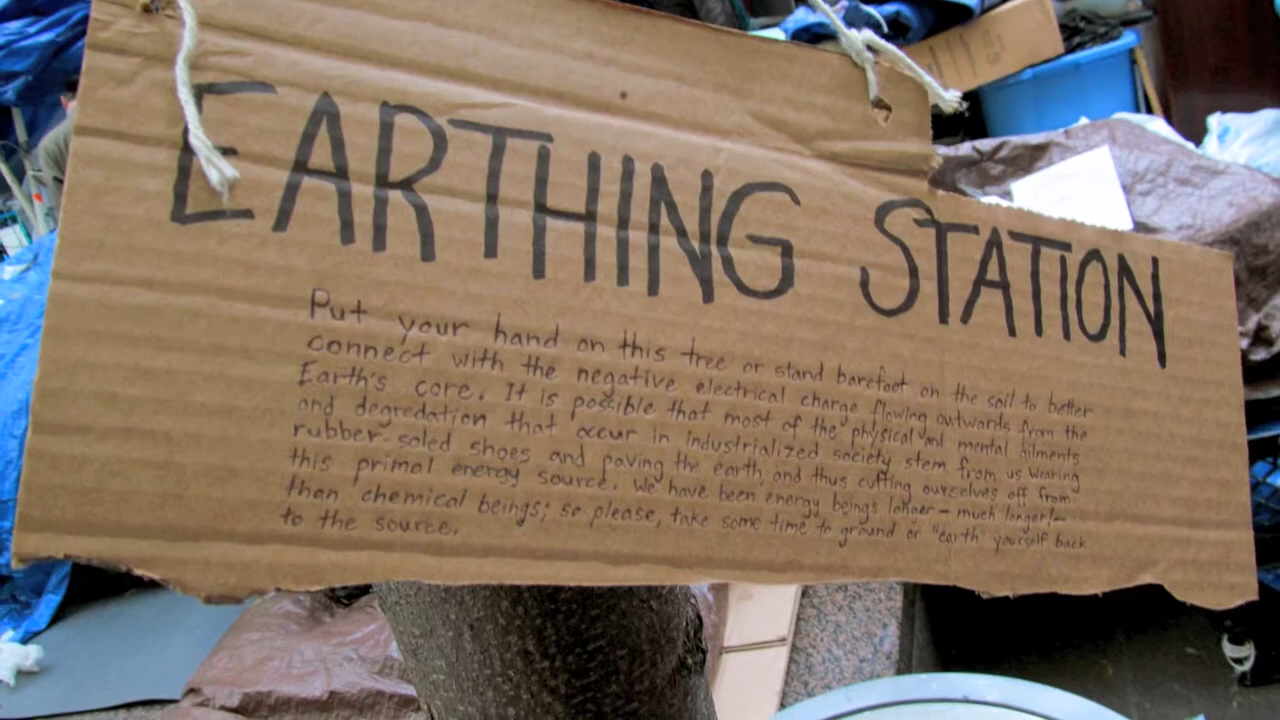 EARTHING STATION
Put your hand on this tree or stand barefoot on the soil to better
connect with the negative electrical charge flowing outwards from the
Earth's core. It is possible that most of the physical and mental ailments
and degredation that occur in industrialized society stem from us wearing
rubber-soled shoes and paving the earth, and thus cutting ourselves off from
this primal energy source. We have been energy beings longer - much longer! -
than chemical beings; so please, take some time to ground or "earth" yourself back
to the source.